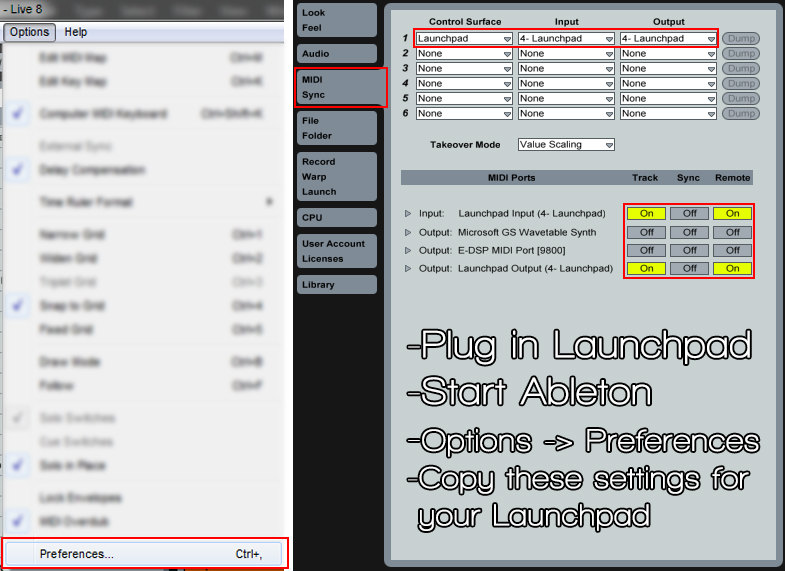 - Live 8
Options Help
Edit MIDI Map Ctrl+M
Edit Key Map Ctrl+K
Computer MIDI Keyboard Ctrl+Shift+K
External Sync
Delay Compensation
Time Ruler Format
Narrow Grid Ctrl+1
Widen Grid Ctrl+2
Triplet Grid Ctrl+3
Snap to Grid Ctrl+4
Fixed Grid Ctrl+5
Draw Mode Ctrl+B
Follow Ctrl+F
Solo Switches
Cue Switches
Solo in Place
Lock Envelopes
MIDI Overdub
Preferences... Ctrl+,
Look
Feel
Audio
MIDI
Sync
File
Folder
Record
Warp
Launch
CPU
User Account
Licenses
Library
Control Surface Input Output
1 Launchpad 4- Launchpad 4- Launchpad Dump
2 None None None Dump
3 None None None Dump
4 None None None Dump
5 None None None Dump
6 None None None Dump
Takeover Mode Value Scaling
MIDI Ports Track Sync Remote
Input: Launchpad Input (4- Launchpad) On Off On
Output: Microsoft GS Wavetable Synth Off Off Off
Output: E-DSP MIDI Port [9800] Off Off Off
Output: Launchpad Output (4- Launchpad) On Off On
-Plug in Launchpad
-Start Ableton
-Options -> Preferences
-Copy these settings for
your Launchpad